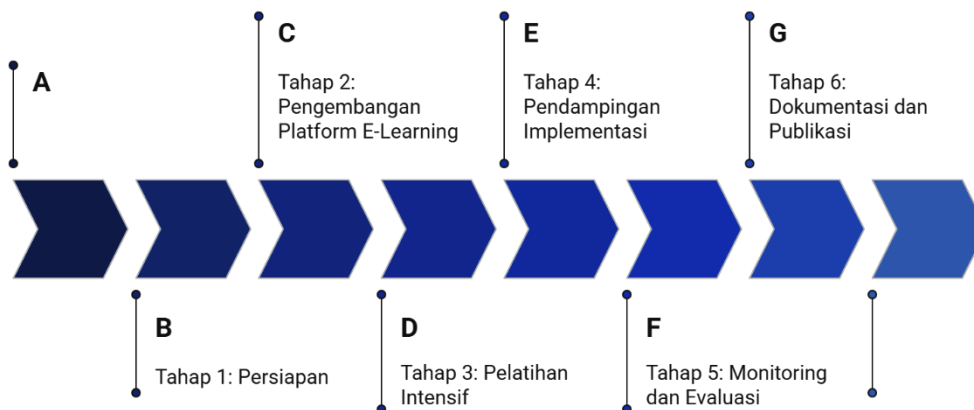 A
B
Tahap 1: Persiapan
C
Tahap 2:
Pengembangan
Platform E-Learning
D
Tahap 3: Pelatihan
Intensif
E
Tahap 4:
Pendampingan
Implementasi
F
Tahap 5: Monitoring
dan Evaluasi
G
Tahap 6:
Dokumentasi dan
Publikasi